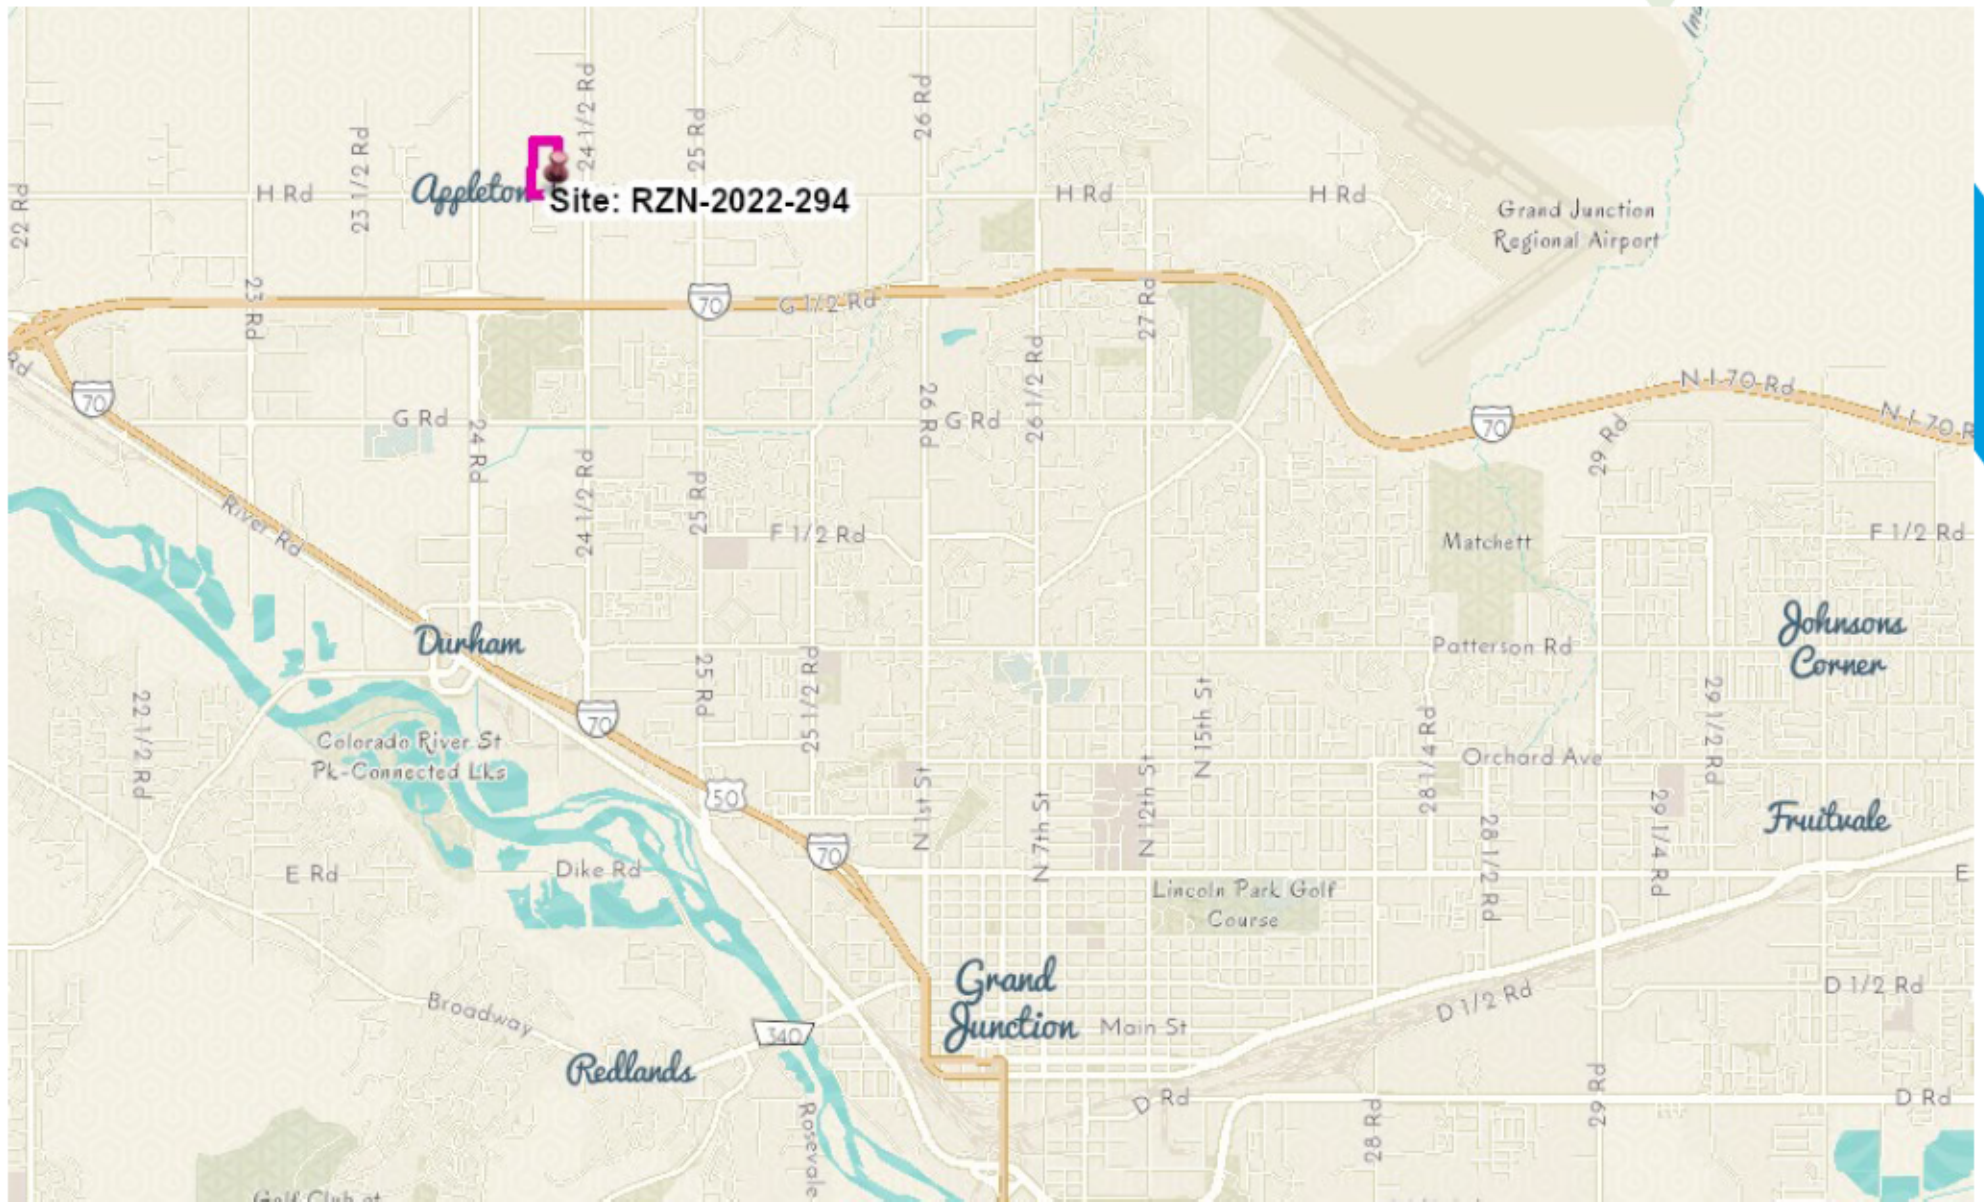 Ind
24 1/2 Rd
26 Rd
25 Rd
23 1/2 Rd
22 Rd
H Rd
Appleton
Site: RZN-2022-294
H Rd
H Rd
Grand Junction
Regional Airport
23 Rd
70
G 1/2 Rd
27 Rd
26 1/2 Rd
Rd
70
G Rd
24 Rd
26 Rd
G Rd
70
N I-70 Rd
N I-70 R
29 Rd
24 1/2 Rd
25 Rd
River Rd
F 1/2 Rd
Matchett
F 1/2 Rd
Durham
Patterson Rd
Johnsons
Corner
22 1/2 Rd
25 Rd
25 1/2 Rd
70
N 15th St
28 1/4 Rd
29 1/2 Rd
Colorado River St
Pk-Connected Lks
Orchard Ave
50
N 1st St
N 7th St
N 12th St
29 1/4 Rd
Fruitvale
28 1/2 Rd
70
E Rd
Dike Rd
E
Lincoln Park Golf
Course
Grand
Junction
Main St
D 1/2 Rd
D 1/2 Rd
Broadway
340
Redlands
Rosevale
D Rd
28 Rd
29 Rd
D Rd
Golf Club at